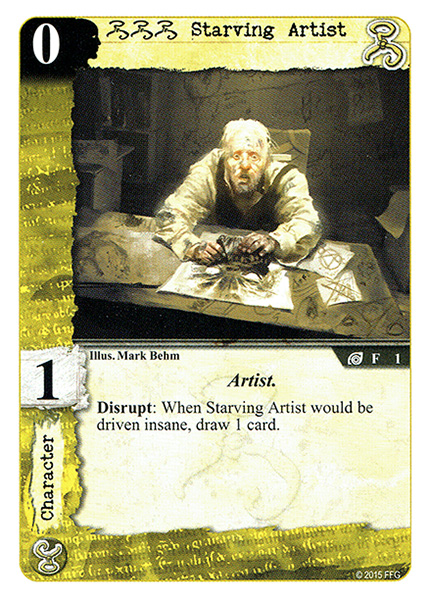 0
Starving Artist
Illus. Mark Behm
F 1
1
Artist.
Disrupt: When Starving Artist would be
driven insane, draw 1 card.
Character
© 2015 FFG